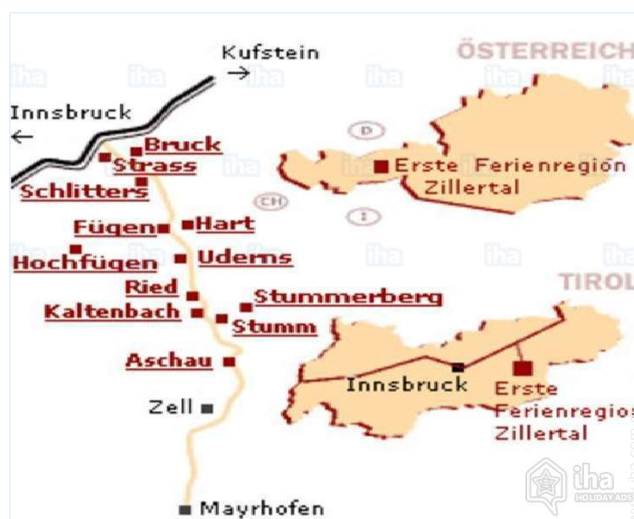 Kufstein
ÖSTERREICH
Innsbruck
Bruck
Strass
Schlitters
D
Erste Ferienregion
Zillertal
CH
I
Fügen
Hart
Hochfügen
Uderns
TIROL
Ried
Stummerberg
Kaltenbach
Stumm
Aschau
Innsbruck
Erste
Ferienregion
Zillertal
Zell
Mayrhofen
iha
HOLIDAY ADS